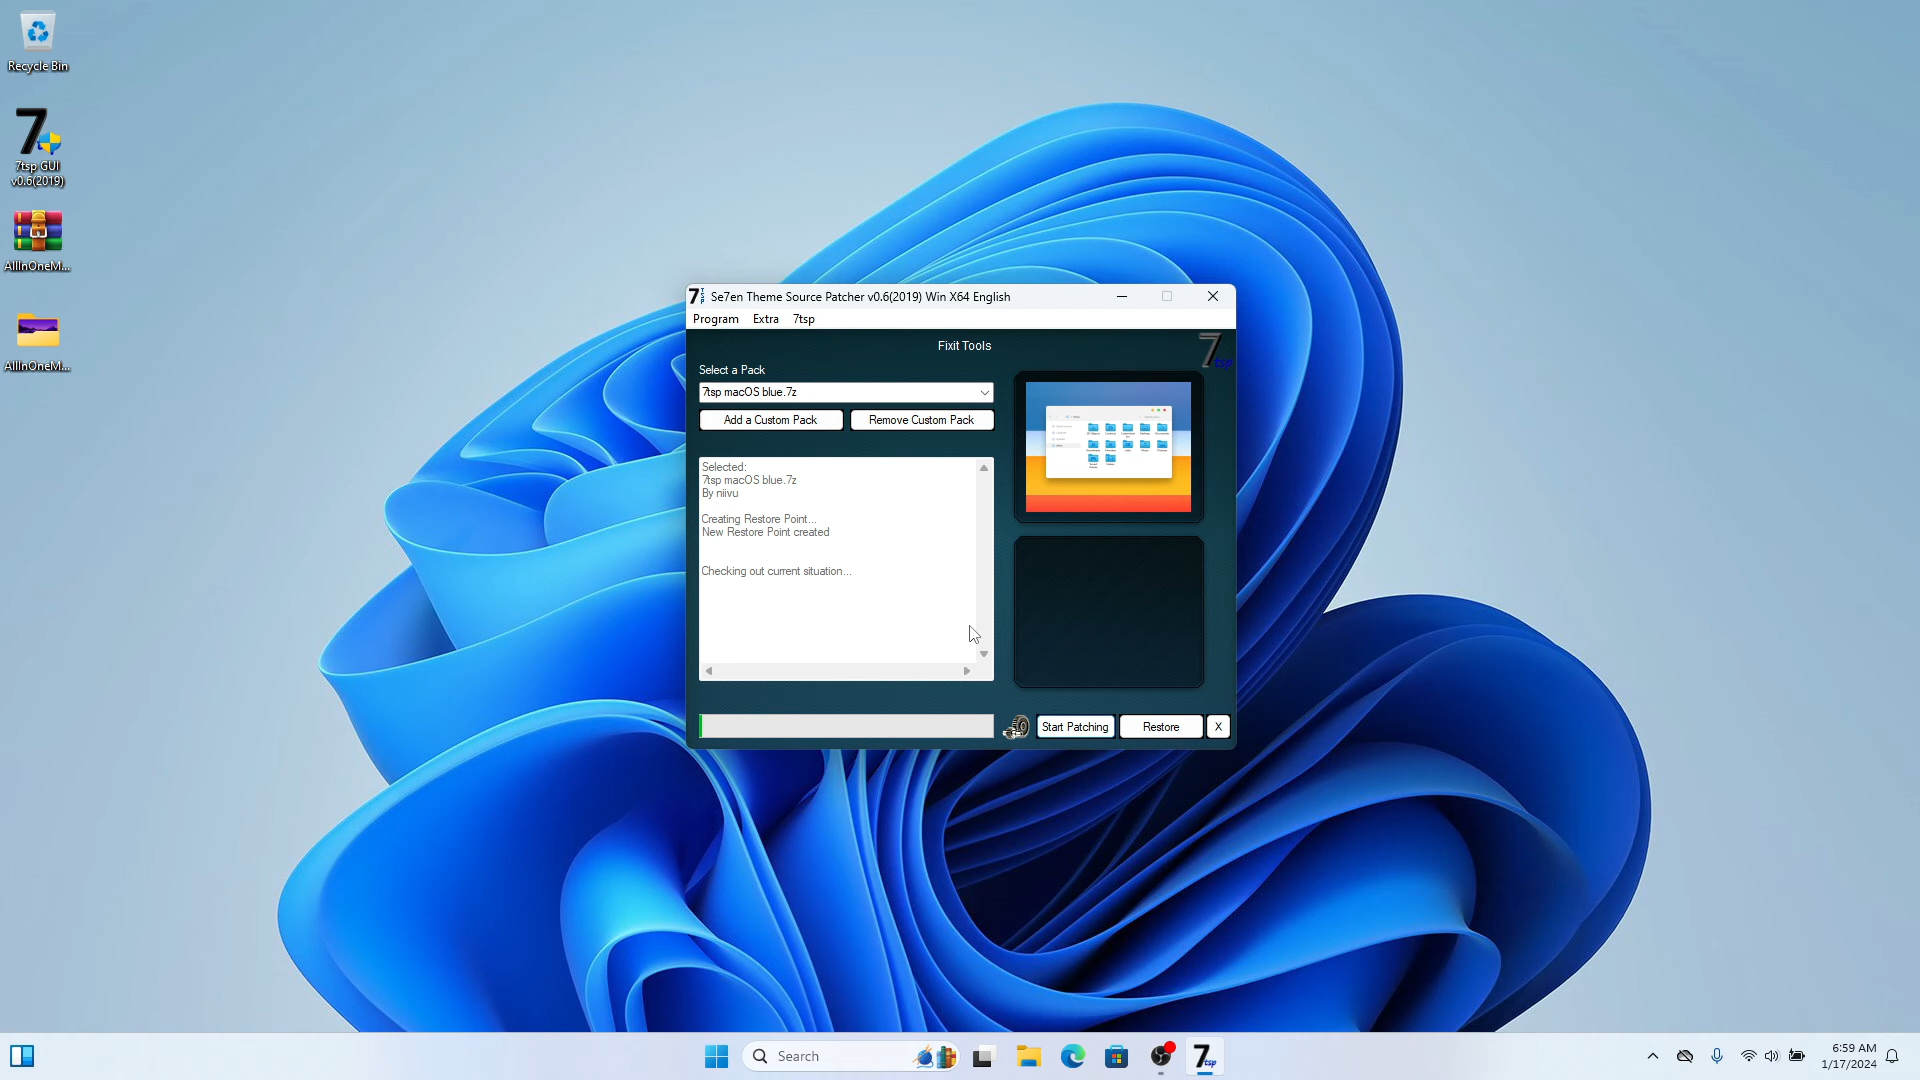 Recycle Bin
7tsp GUI
v0.6(2019)
AllInOneM...
AllInOneM...
Se7en Theme Source Patcher v0.6(2019) Win X64 English
Program Extra 7tsp
Fixit Tools
Select a Pack
7tsp macOS blue.7z
Add a Custom Pack Remove Custom Pack
Selected:
7tsp macOS blue.7z
By niivu
Creating Restore Point...
New Restore Point created
Checking out current situation...
Start Patching Restore X
Search
6:59 AM
1/17/2024